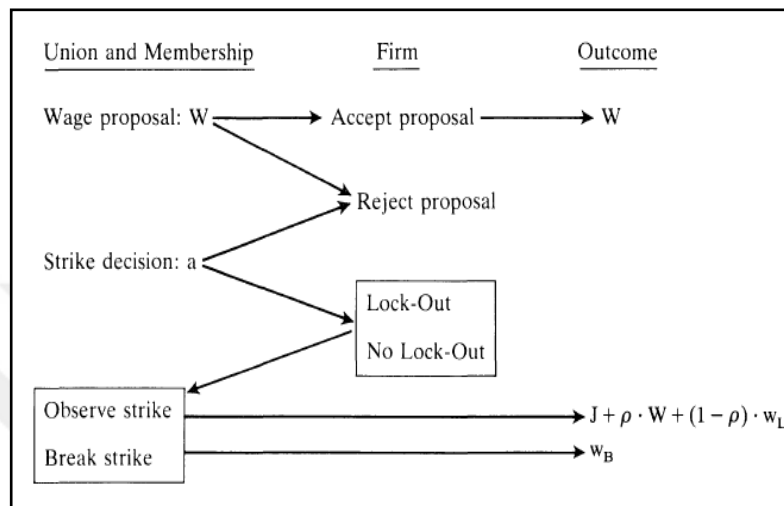 Union and Membership Firm Outcome
Wage proposal: W Accept proposal W
Reject proposal
Strike decision: a
Lock-Out
No Lock-Out
Observe strike J + ρ · W + (1 − ρ) · w_L
Break strike w_B